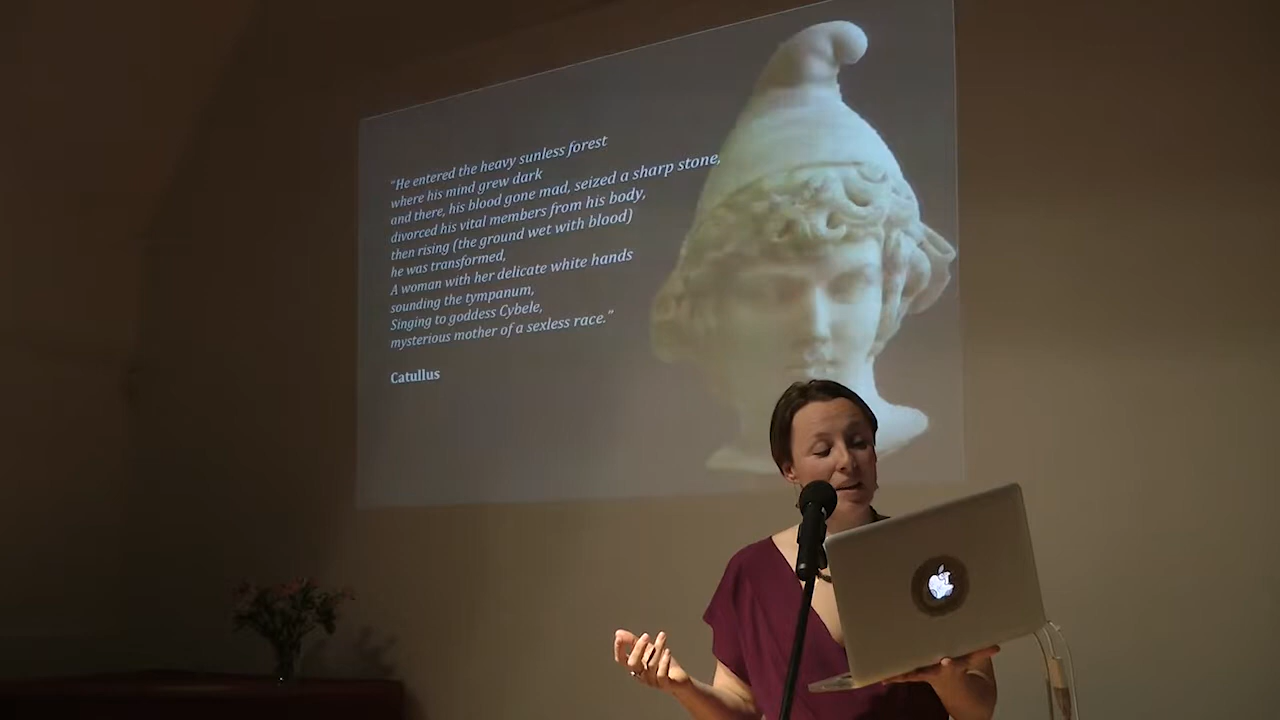 "He entered the heavy sunless forest
where his mind grew dark
and there, his blood gone mad, seized a sharp stone,
divorced his vital members from his body,
then rising (the ground wet with blood)
he was transformed,
A woman with her delicate white hands
sounding the tympanum,
Singing to goddess Cybele,
mysterious mother of a sexless race."
Catullus